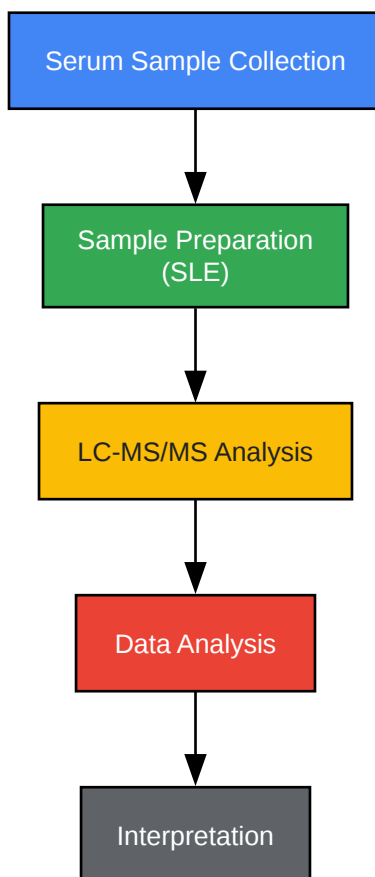 Serum Sample Collection
Sample Preparation
(SLE)
LC-MS/MS Analysis
Data Analysis
Interpretation